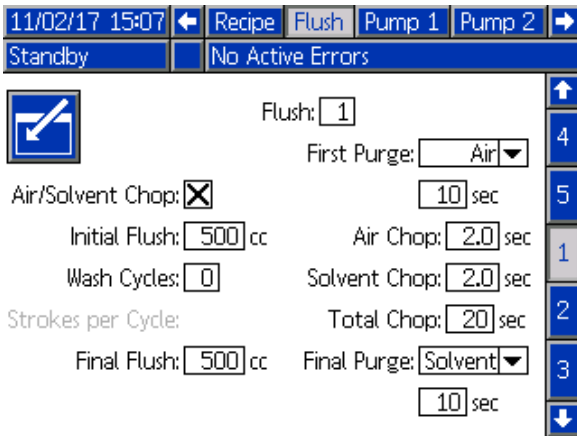 11/02/17 15:07 Recipe Flush Pump 1 Pump 2
Standby No Active Errors
Flush: 1
4
First Purge: Air
Air/Solvent Chop: 10 sec
5
Initial Flush: 500 cc Air Chop: 2.0 sec
1
Wash Cycles: 0 Solvent Chop: 2.0 sec
Strokes per Cycle: Total Chop: 20 sec
2
Final Flush: 500 cc Final Purge: Solvent
3
10 sec